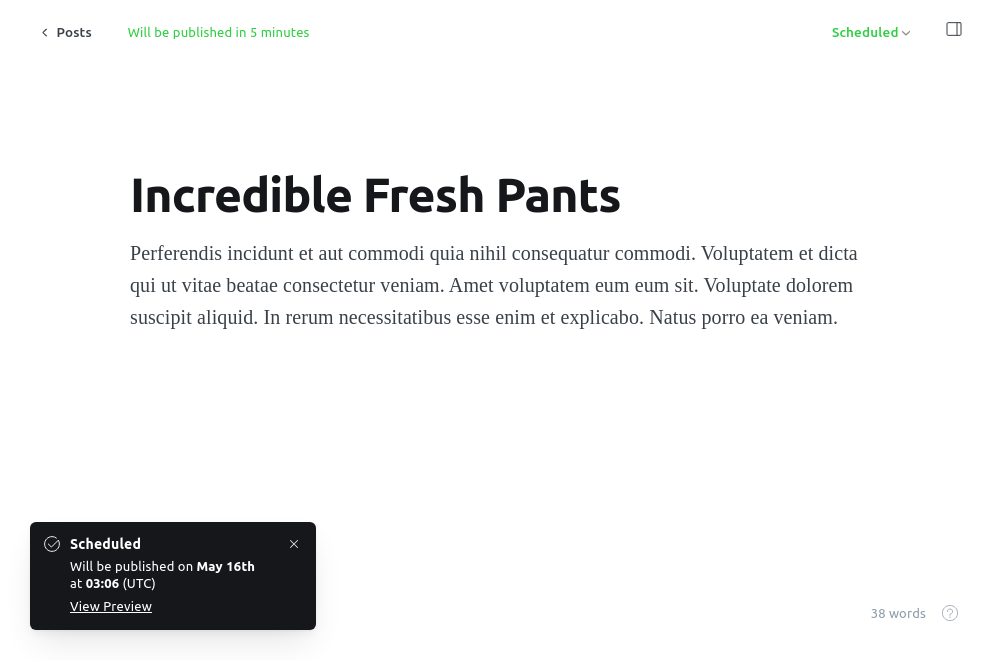 Posts
Will be published in 5 minutes
Scheduled
Incredible Fresh Pants
Perferendis incidunt et aut commodi quia nihil consequatur commodi. Voluptatem et dicta
qui ut vitae beatae consectetur veniam. Amet voluptatem eum eum sit. Voluptate dolorem
suscipit aliquid. In rerum necessitatibus esse enim et explicabo. Natus porro ea veniam.
Scheduled
Will be published on May 16th
at 03:06 (UTC)
View Preview
38 words